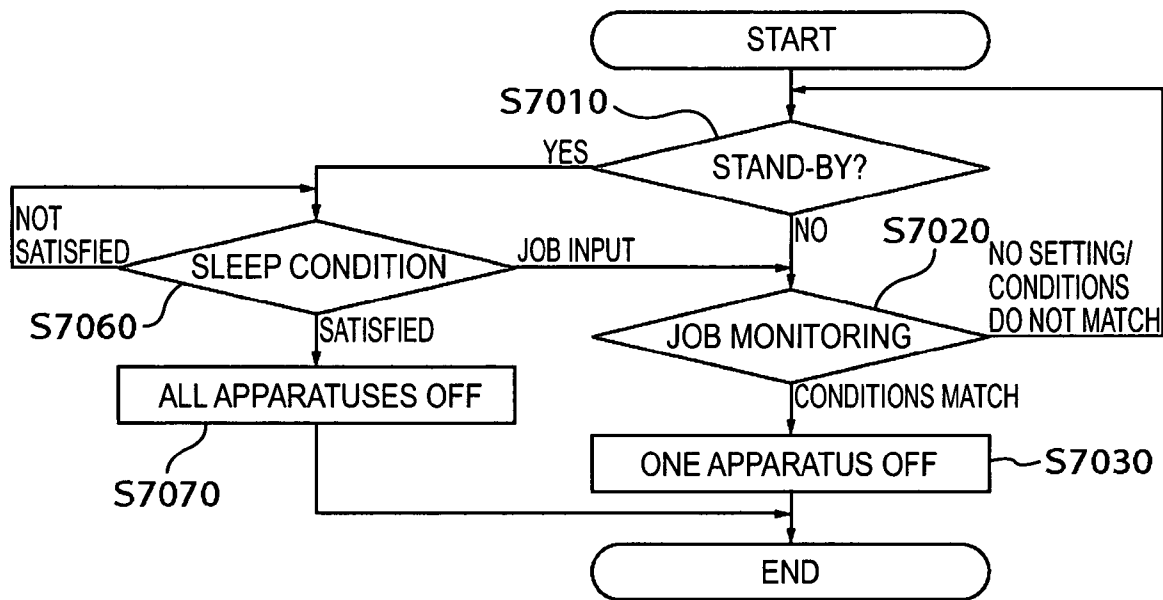 START
S7010
YES
STAND-BY?
NOT
SATISFIED
NO
S7020
SLEEP CONDITION
JOB INPUT
NO SETTING/
CONDITIONS
DO NOT MATCH
S7060
SATISFIED
JOB MONITORING
ALL APPARATUSES OFF
CONDITIONS MATCH
S7070
ONE APPARATUS OFF
S7030
END